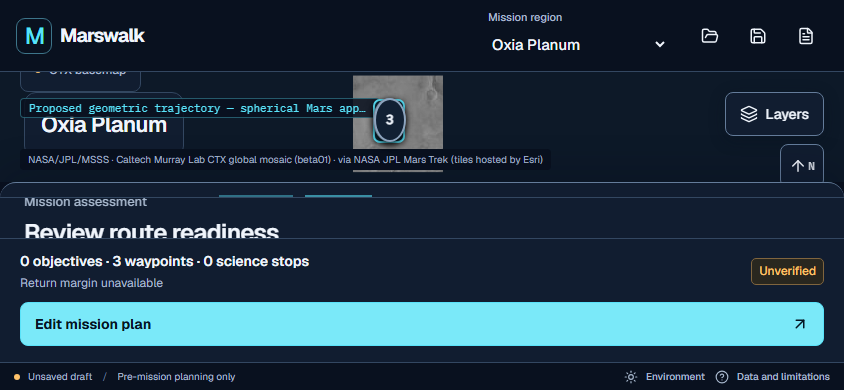 M Marswalk
Mission region
Oxia Planum
CTX basemap
Proposed geometric trajectory — spherical Mars app…
3
Oxia Planum
Layers
NASA/JPL/MSSS · Caltech Murray Lab CTX global mosaic (beta01) · via NASA JPL Mars Trek (tiles hosted by Esri)
N
Mission assessment
Review route readiness
0 objectives · 3 waypoints · 0 science stops
Return margin unavailable
Unverified
Edit mission plan
Unsaved draft / Pre-mission planning only
Environment
Data and limitations